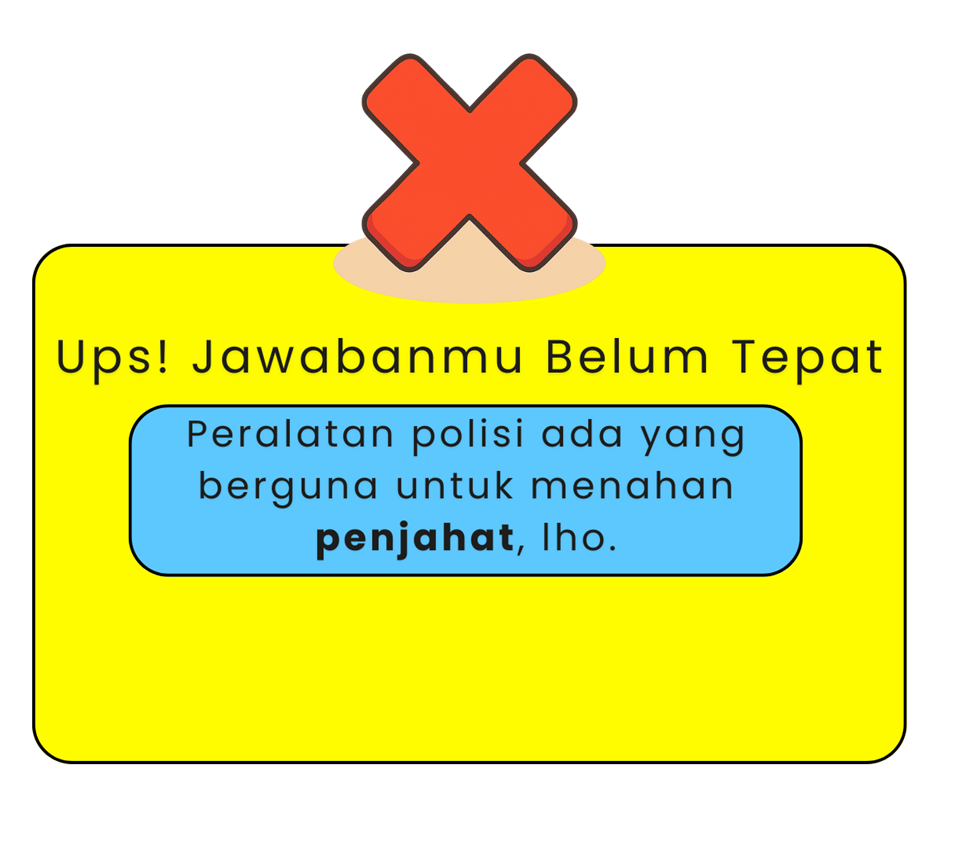 Ups! Jawabanmu Belum Tepat
Peralatan polisi ada yang
berguna untuk menahan
penjahat, lho.